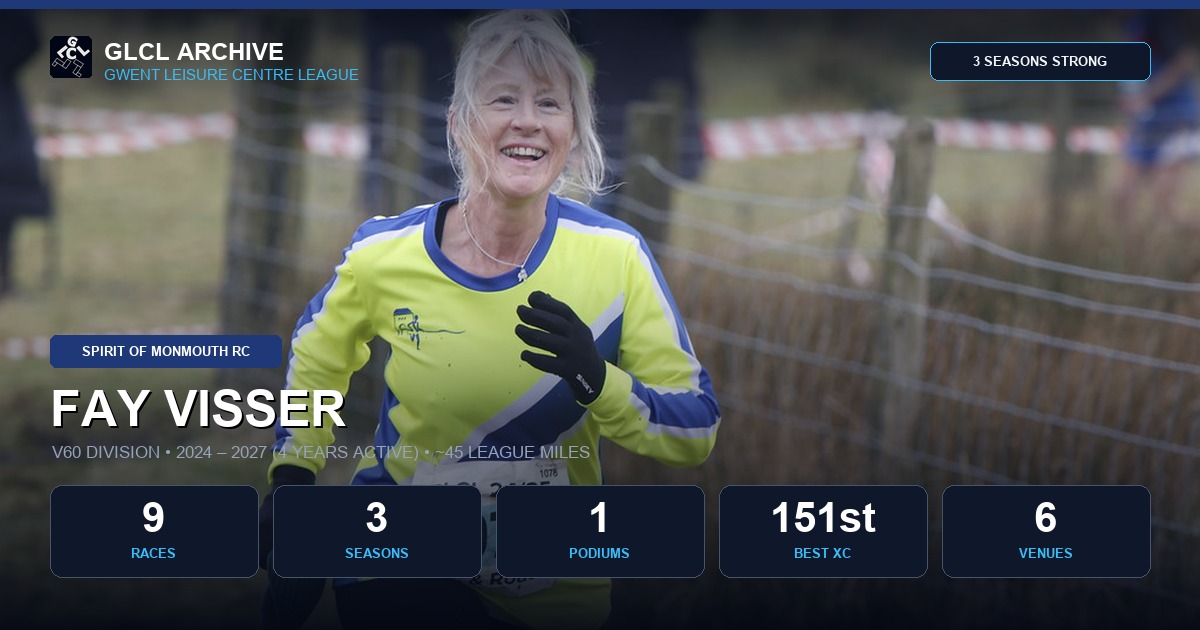 GLCL ARCHIVE
GWENT LEISURE CENTRE LEAGUE
3 SEASONS STRONG
SPIRIT OF MONMOUTH RC
FAY VISSER
V60 DIVISION • 2024 – 2027 (4 YEARS ACTIVE) • ~45 LEAGUE MILES
1078
9
RACES
3
SEASONS
1
PODIUMS
151st
BEST XC
6
VENUES